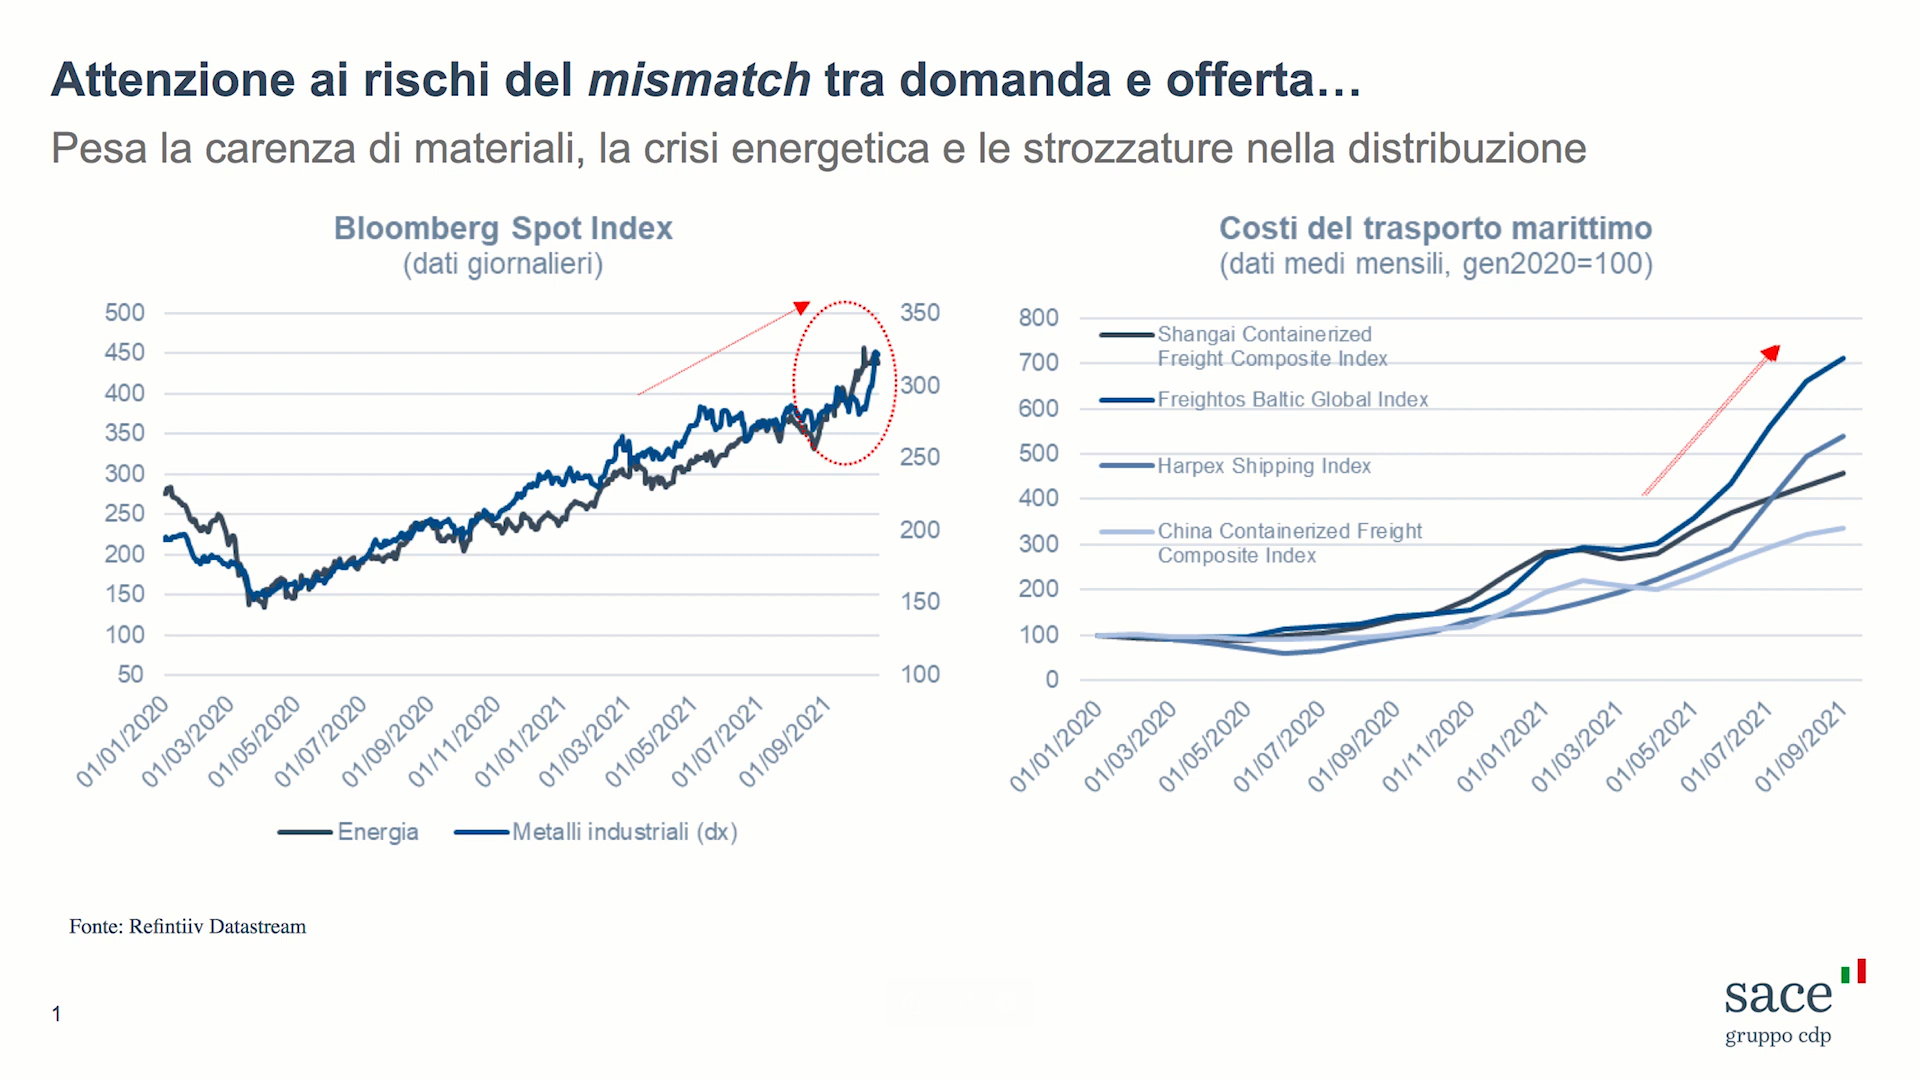 Attenzione ai rischi del mismatch tra domanda e offerta…
Pesa la carenza di materiali, la crisi energetica e le strozzature nella distribuzione
Bloomberg Spot Index
(dati giornalieri)
500
450
400
350
300
250
200
150
100
50
350
300
250
200
150
100
01/01/2020
01/03/2020
01/05/2020
01/07/2020
01/09/2020
01/11/2020
01/01/2021
01/03/2021
01/05/2021
01/07/2021
01/09/2021
Energia
Metalli industriali (dx)
Costi del trasporto marittimo
(dati medi mensili, gen2020=100)
800
700
600
500
400
300
200
100
0
Shangai Containerized
Freight Composite Index
Freightos Baltic Global Index
Harpex Shipping Index
China Containerized Freight
Composite Index
01/01/2020
01/03/2020
01/05/2020
01/07/2020
01/09/2020
01/11/2020
01/01/2021
01/03/2021
01/05/2021
01/07/2021
01/09/2021
Fonte: Refintiiv Datastream
1
sace
gruppo cdp